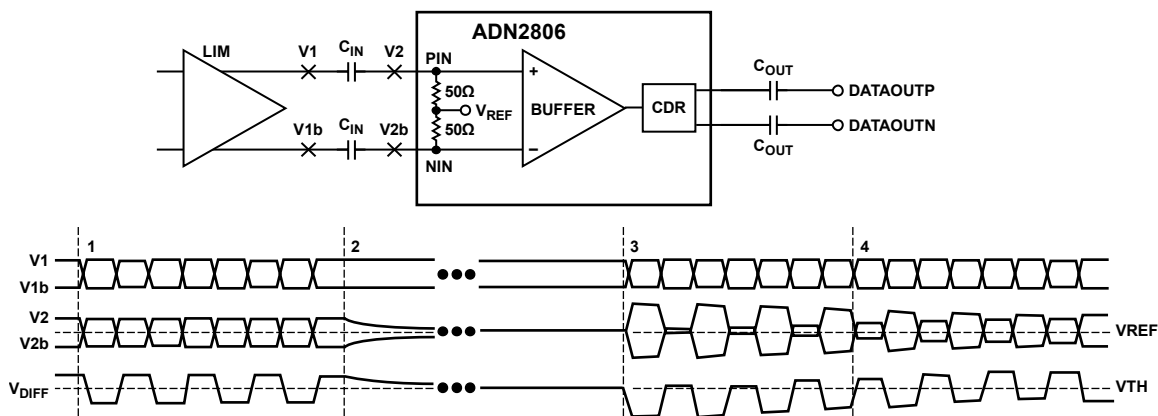 ADN2806
LIM
V1
C_IN
V2
PIN
50Ω
V_REF
50Ω
BUFFER
+
−
CDR
C_OUT
DATAOUTP
DATAOUTN
C_OUT
V1b
C_IN
V2b
NIN
1
2
3
4
V1
V1b
V2
V2b
VREF
V_DIFF
VTH